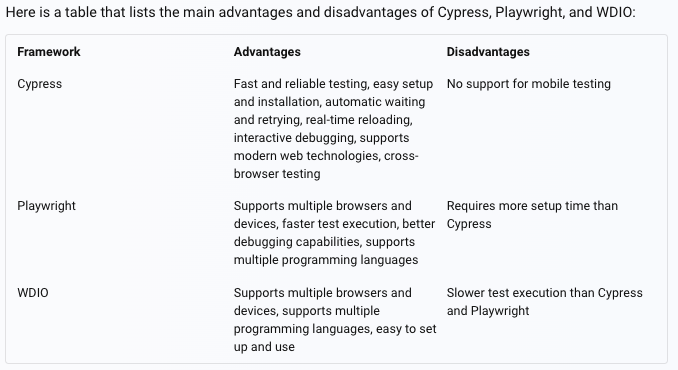 Here is a table that lists the main advantages and disadvantages of Cypress, Playwright, and WDIO:
Framework Advantages Disadvantages
Cypress
Fast and reliable testing, easy setup
and installation, automatic waiting
and retrying, real-time reloading,
interactive debugging, supports
modern web technologies, cross-
browser testing
No support for mobile testing
Playwright
Supports multiple browsers and
devices, faster test execution, better
debugging capabilities, supports
multiple programming languages
Requires more setup time than
Cypress
WDIO
Supports multiple browsers and
devices, supports multiple
programming languages, easy to set
up and use
Slower test execution than Cypress
and Playwright